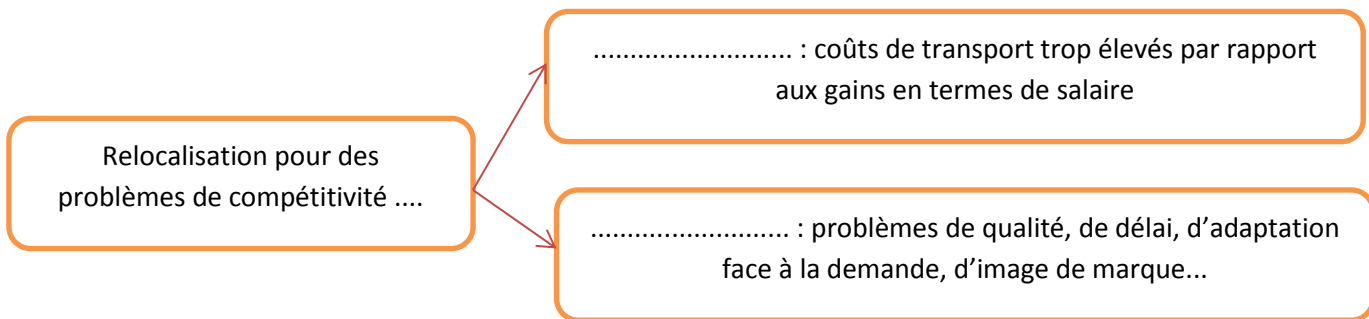 ........................... : coûts de transport trop élevés par rapport
aux gains en termes de salaire
Relocalisation pour des
problèmes de compétitivité ....
........................... : problèmes de qualité, de délai, d’adaptation
face à la demande, d’image de marque...